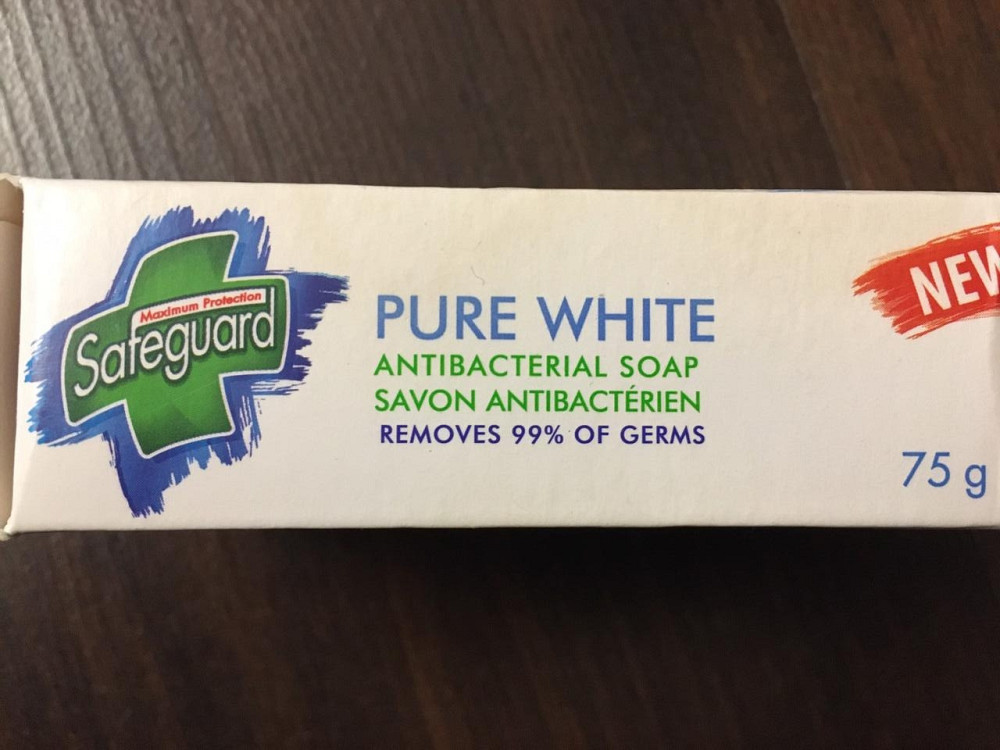 Maximum Protection
Safeguard
PURE WHITE
ANTIBACTERIAL SOAP
SAVON ANTIBACTÉRIEN
REMOVES 99% OF GERMS
NEW
75 g